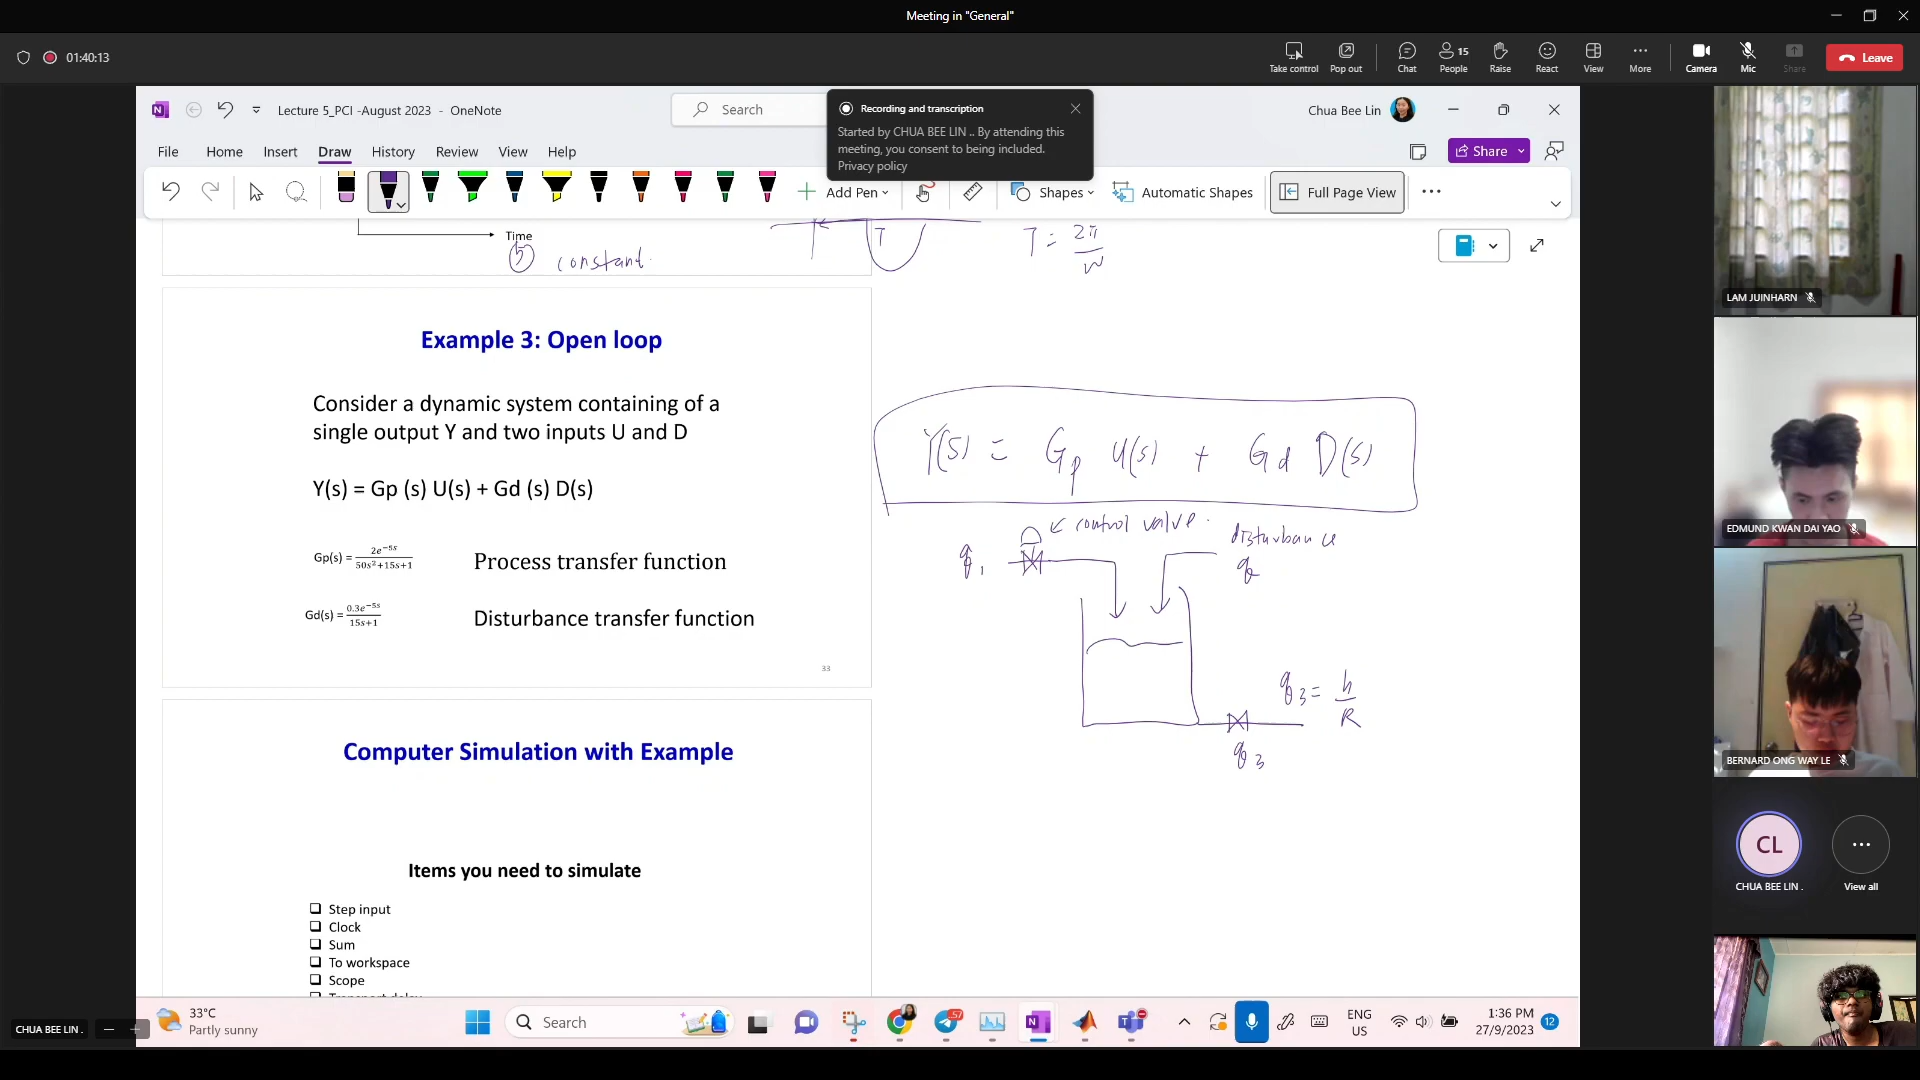 Meeting in "General"
01:40:13
Take control
Pop out
Chat
15
People
Raise
React
View
More
Camera
Mic
Share
Leave
Lecture 5_PCI -August 2023 - OneNote
Search
Recording and transcription
Started by CHUA BEE LIN .. By attending this
meeting, you consent to being included.
Privacy policy
Chua Bee Lin
File Home Insert Draw History Review View Help
Share
Add Pen
Shapes
Automatic Shapes
Full Page View
Time
5 constant.
T
T = 2π/W
Example 3: Open loop
Consider a dynamic system containing of a
single output Y and two inputs U and D
Y(s) = Gp (s) U(s) + Gd (s) D(s)
Gp(s) = 2e^-5s / 50s²+15s+1
Process transfer function
Gd(s) = 0.3e^-5s / 15s+1
Disturbance transfer function
33
Y(s) = Gp U(s) + Gd D(s)
control valve.
disturbance
q1
q
q3 = h/R
q3
Computer Simulation with Example
Items you need to simulate
Step input
Clock
Sum
To workspace
Scope
Transport delay
LAM JUINHARN
EDMUND KWAN DAI YAO
BERNARD ONG WAY LE
CL
CHUA BEE LIN .
View all
CHUA BEE LIN .
33°C
Partly sunny
Search
57
ENG
US
1:36 PM
27/9/2023
12